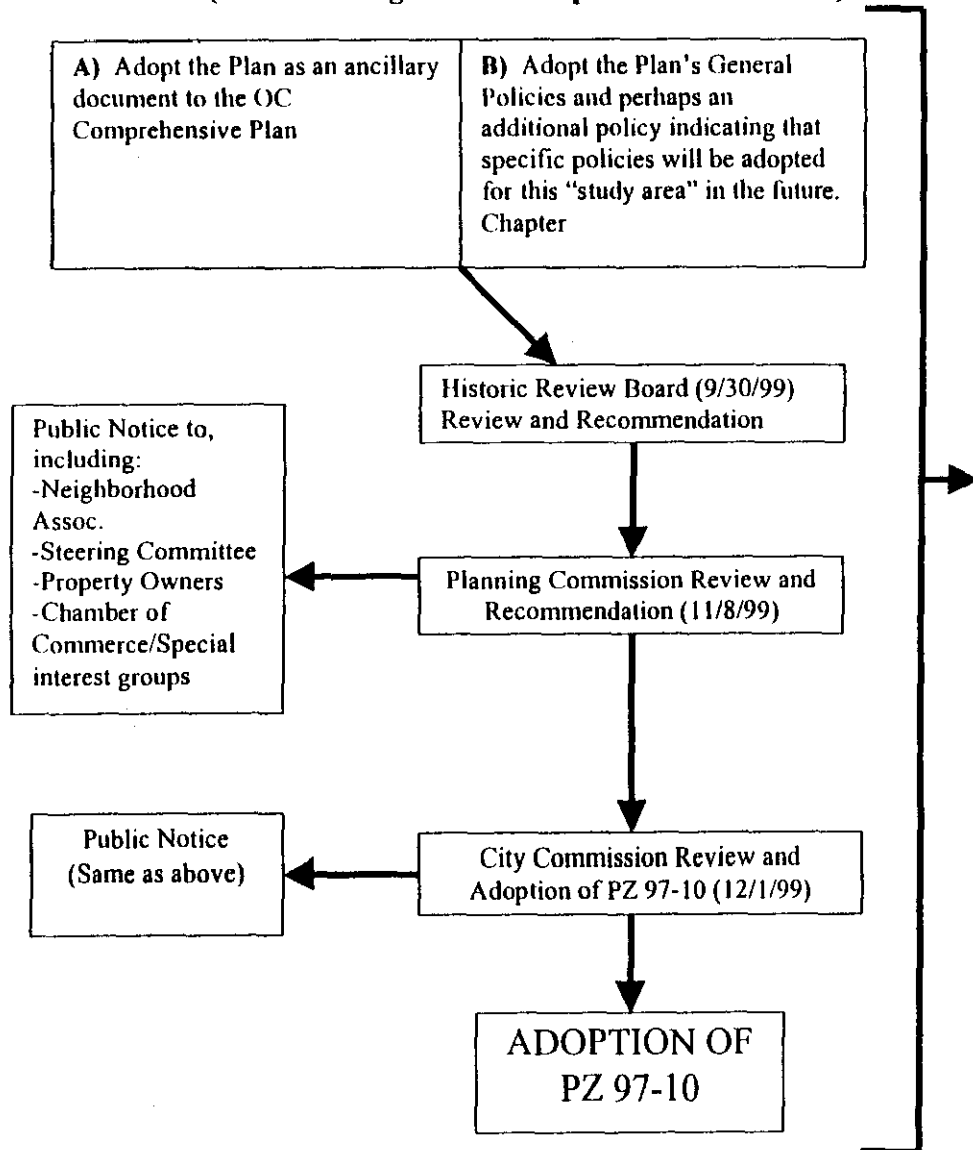 A) Adopt the Plan as an ancillary
document to the OC
Comprehensive Plan
B) Adopt the Plan's General
Policies and perhaps an
additional policy indicating that
specific policies will be adopted
for this "study area" in the future.
Chapter
Historic Review Board (9/30/99)
Review and Recommendation
Public Notice to,
including:
-Neighborhood
Assoc.
-Steering Committee
-Property Owners
-Chamber of
Commerce/Special
interest groups
Planning Commission Review and
Recommendation (11/8/99)
Public Notice
(Same as above)
City Commission Review and
Adoption of PZ 97-10 (12/1/99)
ADOPTION OF
PZ 97-10